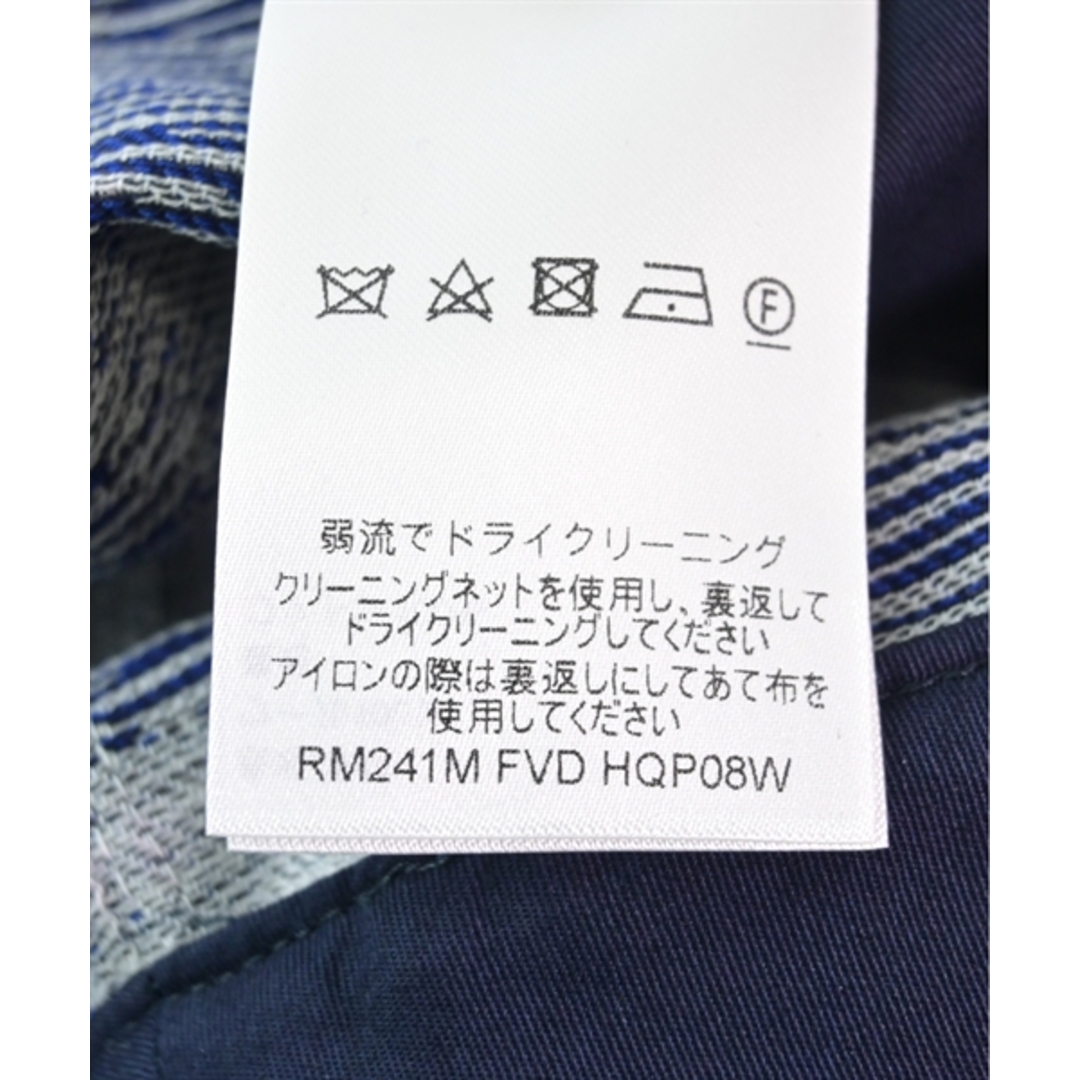 F
弱流でドライクリーニング
クリーニングネットを使用し、裏返して
ドライクリーニングしてください
アイロンの際は裏返しにしてあて布を
使用してください
RM241M FVD HQP08W